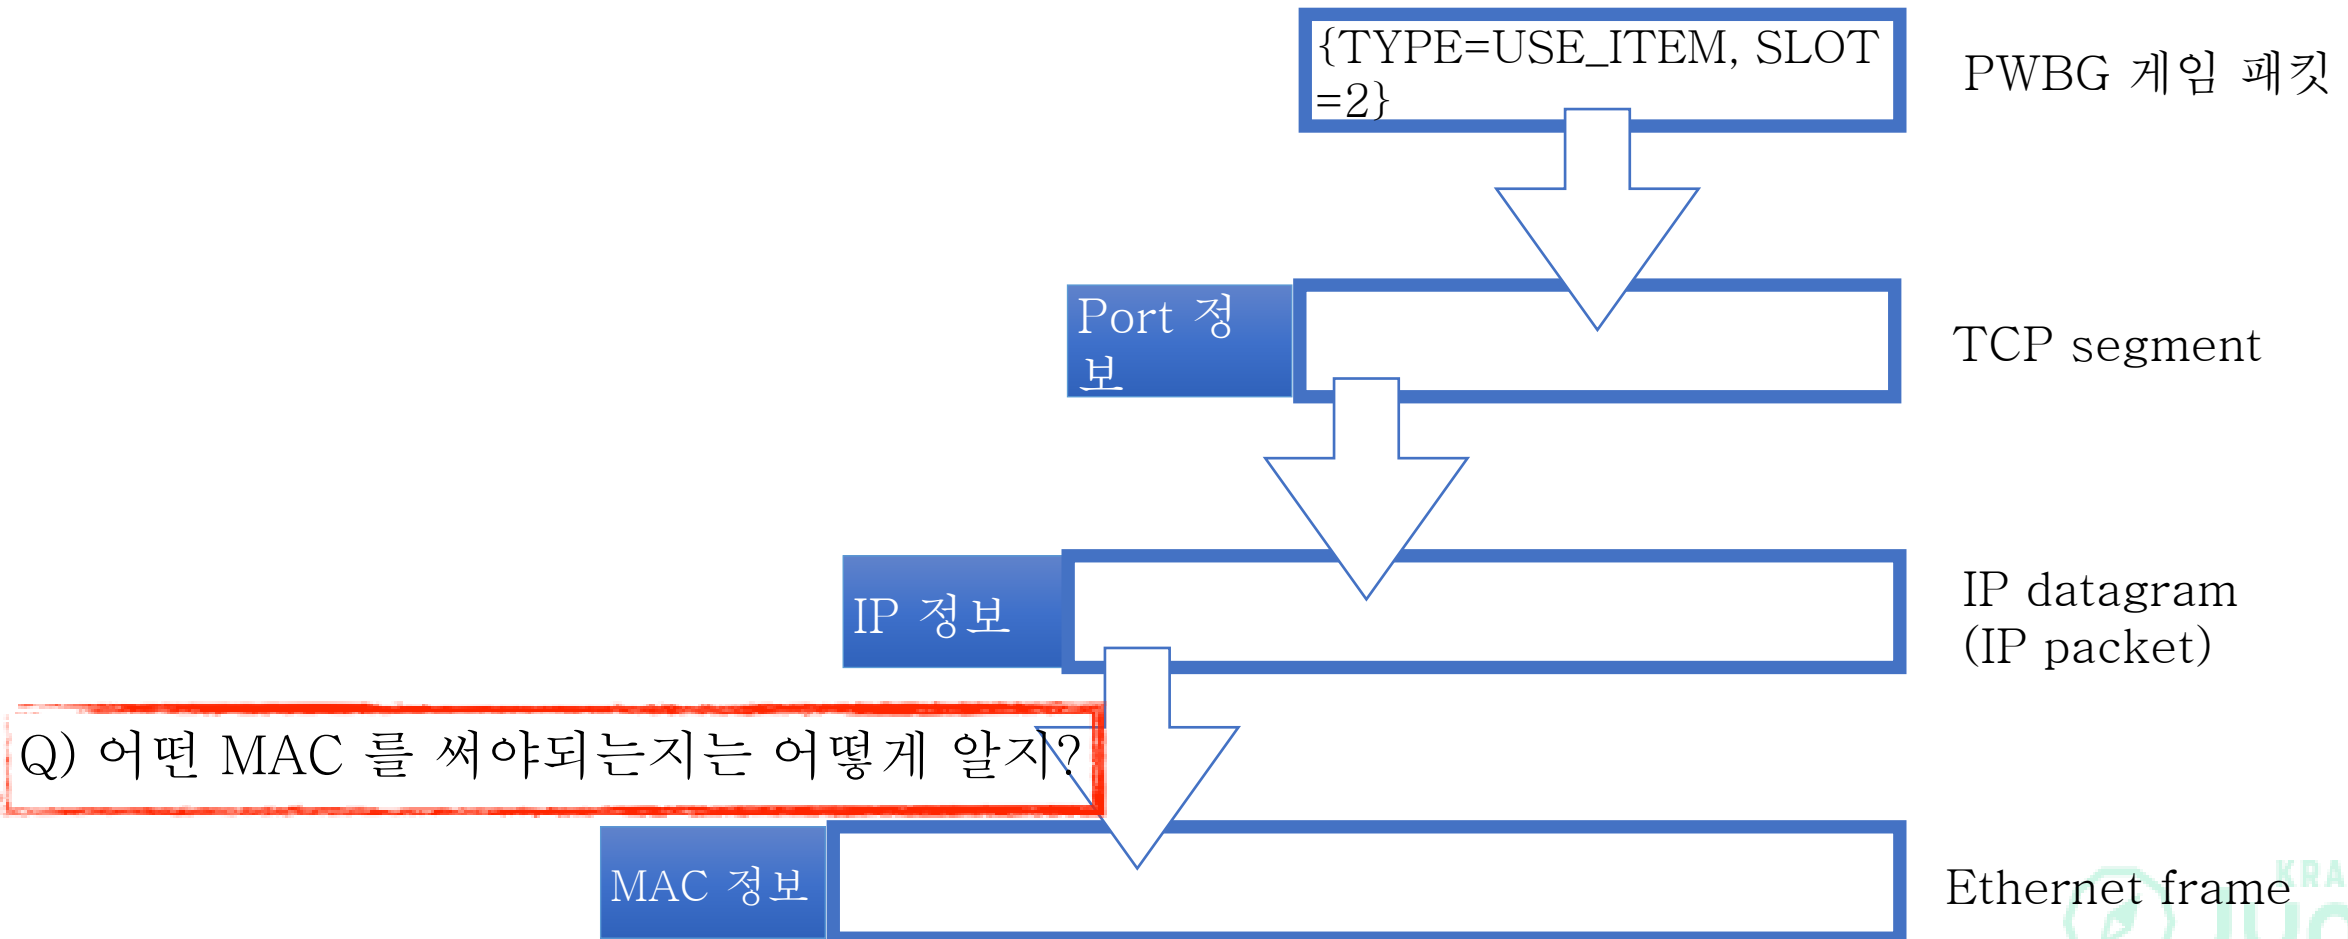 {TYPE=USE_ITEM, SLOT
=2}
PWBG 게임 패킷
Port 정
보
TCP segment
IP 정보
IP datagram
(IP packet)
Q) 어떤 MAC 를 써야되는지는 어떻게 알지?
MAC 정보
Ethernet frame
KRA